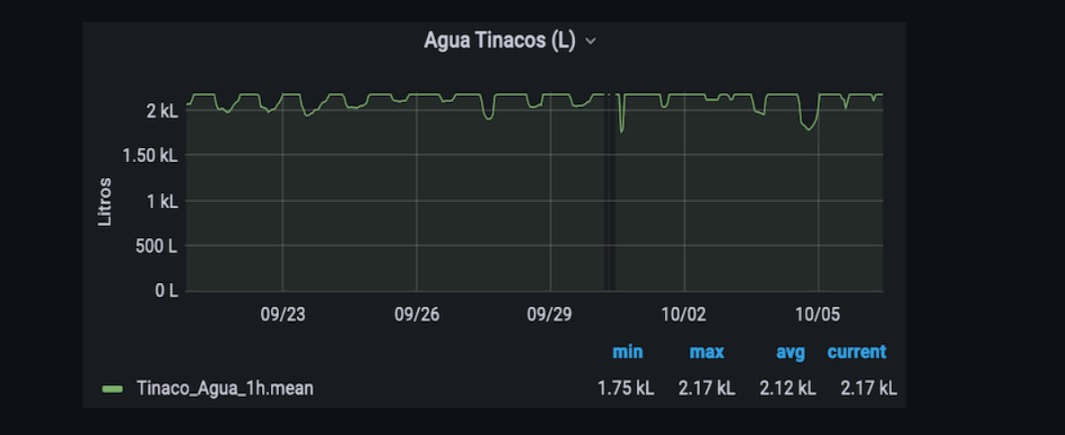 Agua Tinacos (L)
Litros
2 kL
1.50 kL
1 kL
500 L
0 L
09/23 09/26 09/29 10/02 10/05
min max avg current
Tinaco_Agua_1h.mean 1.75 kL 2.17 kL 2.12 kL 2.17 kL